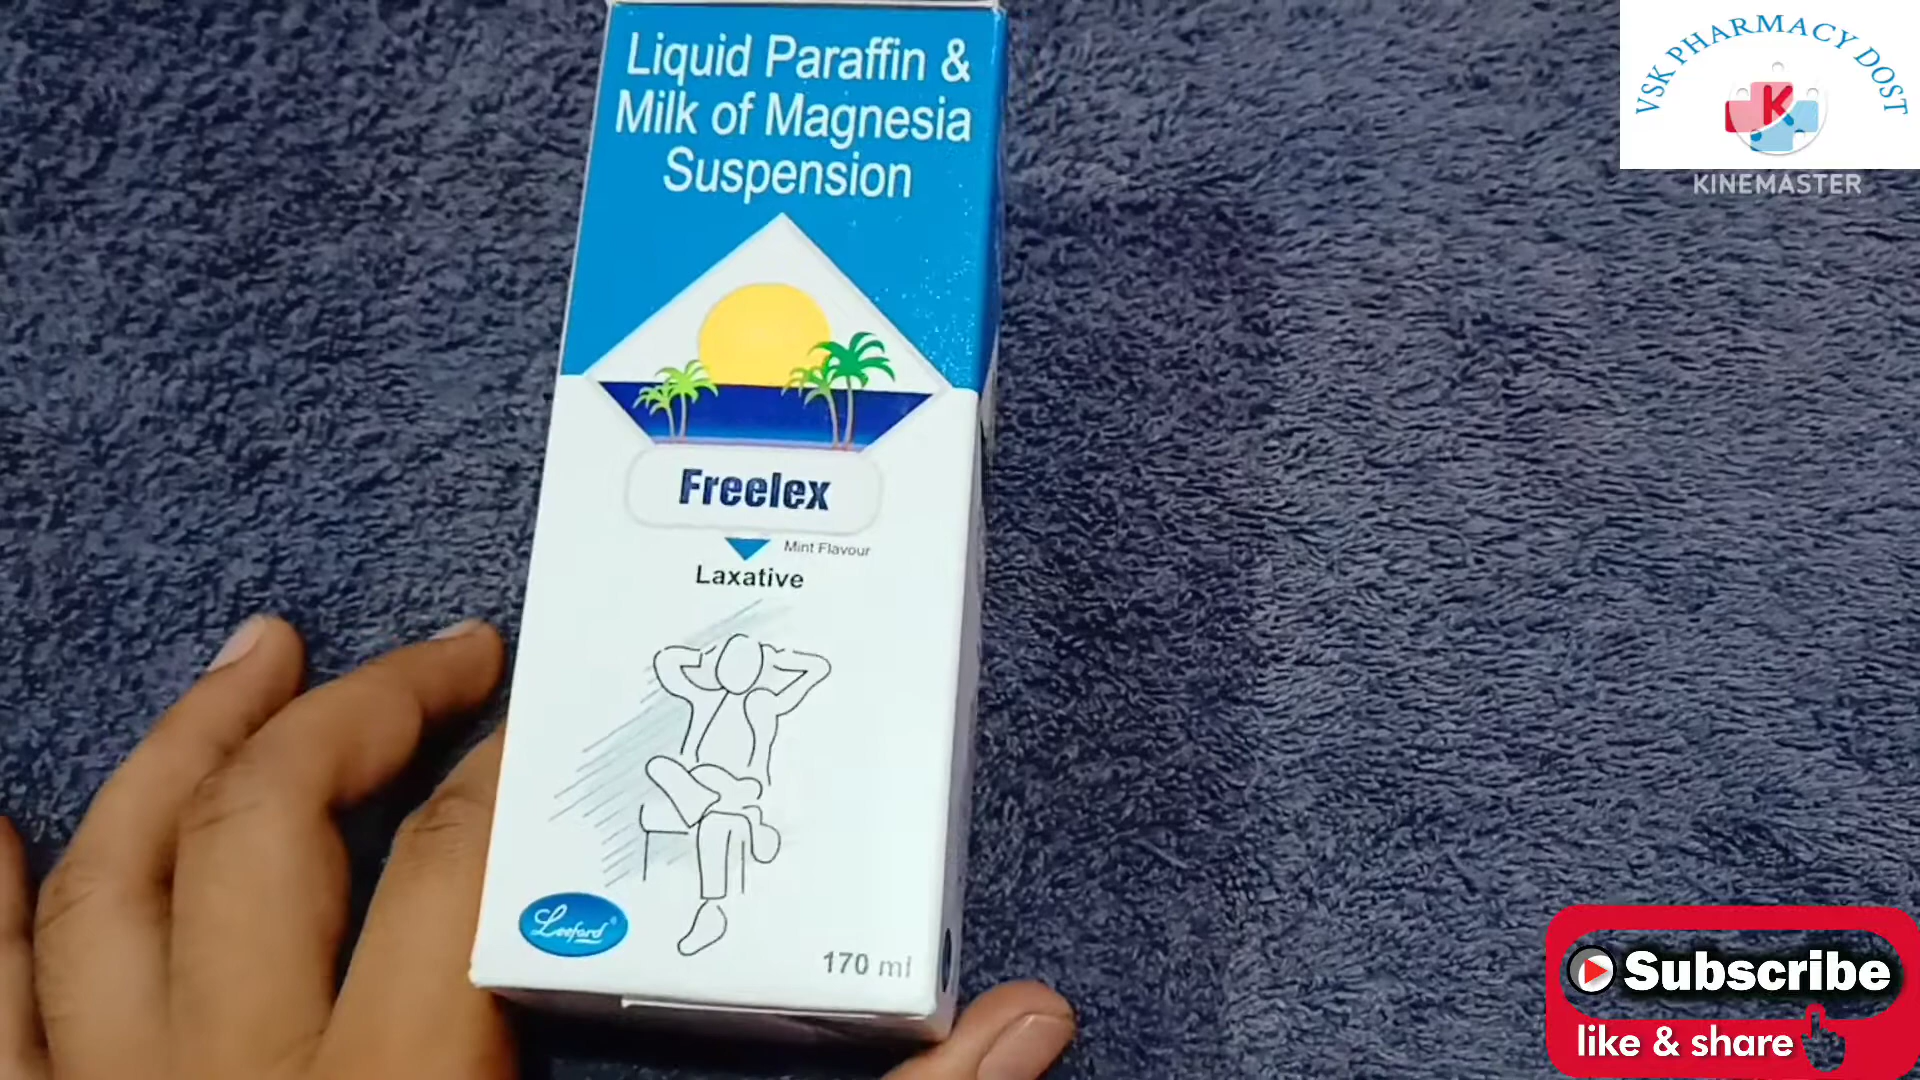 Liquid Paraffin &
Milk of Magnesia
Suspension
Freelex
Mint Flavour
Laxative
Leeford
170 ml
VSK PHARMACY DOST
K
KINEMASTER
Subscribe
like & share